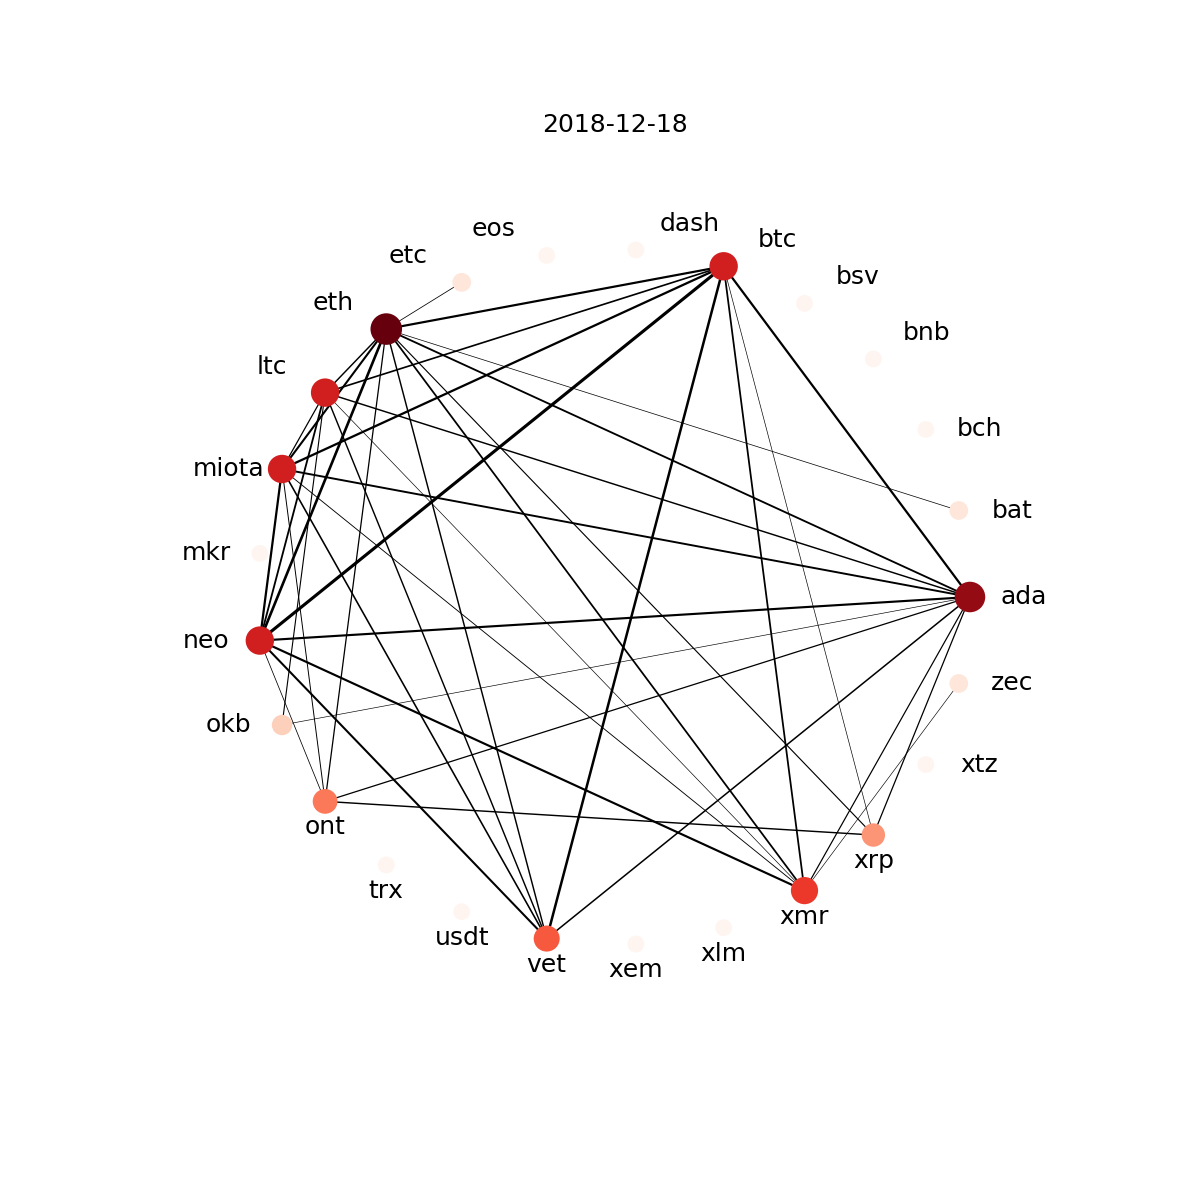 2018-12-18
dash
eos
btc
etc
bsv
eth
bnb
ltc
bch
miota
bat
mkr
ada
neo
zec
okb
xtz
ont
xrp
trx
xmr
usdt
xlm
vet
xem